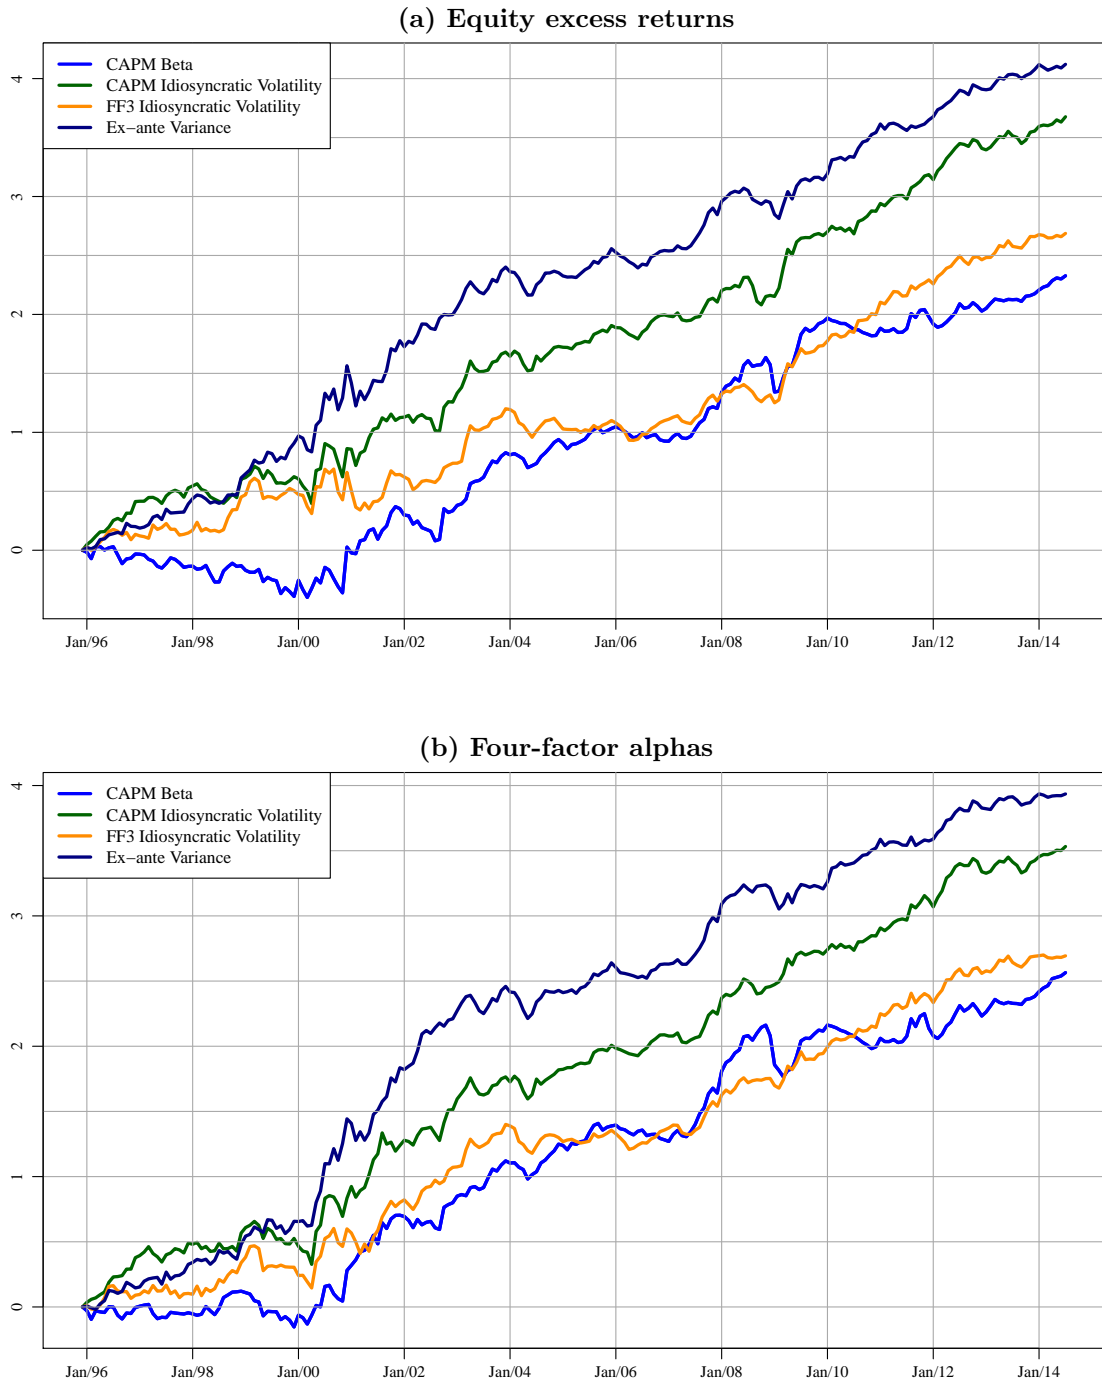 (a) Equity excess returns
CAPM Beta
CAPM Idiosyncratic Volatility
FF3 Idiosyncratic Volatility
Ex−ante Variance
4
3
2
1
0
Jan/96 Jan/98 Jan/00 Jan/02 Jan/04 Jan/06 Jan/08 Jan/10 Jan/12 Jan/14
(b) Four-factor alphas
CAPM Beta
CAPM Idiosyncratic Volatility
FF3 Idiosyncratic Volatility
Ex−ante Variance
4
3
2
1
0
Jan/96 Jan/98 Jan/00 Jan/02 Jan/04 Jan/06 Jan/08 Jan/10 Jan/12 Jan/14